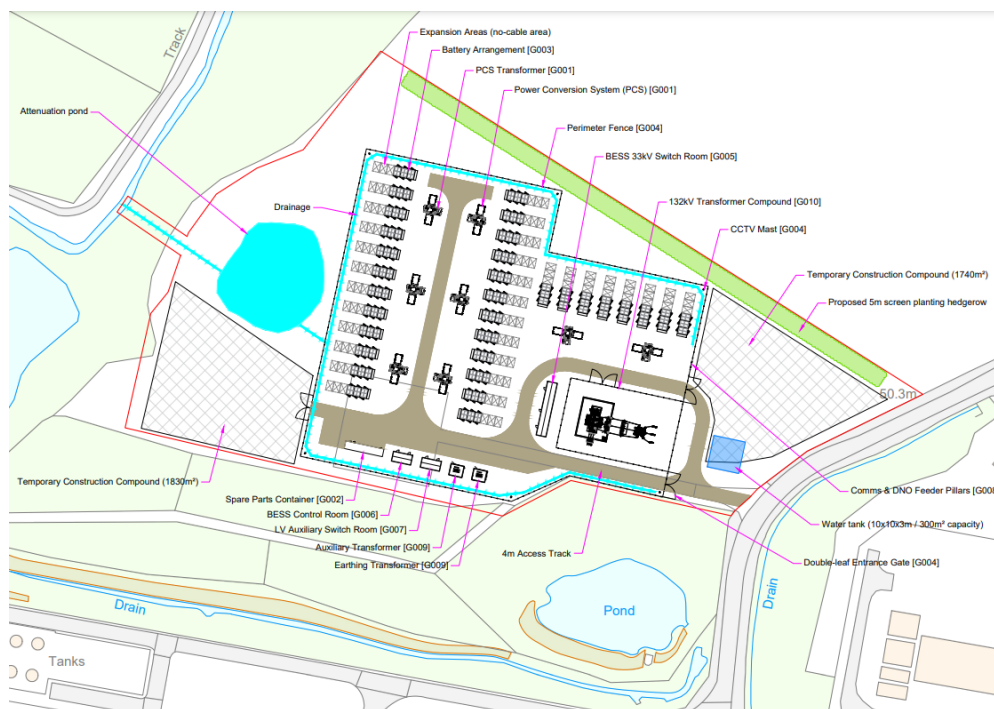 Expansion Areas (no-cable area)
Battery Arrangement [G003]
Track
PCS Transformer [G001]
Power Conversion System (PCS) [G001]
Attenuation pond
Perimeter Fence [G004]
BESS 33kV Switch Room [G005]
132kV Transformer Compound [G010]
Drainage
CCTV Mast [G004]
Temporary Construction Compound (1740m²)
Proposed 5m screen planting hedgerow
60.3m
Temporary Construction Compound (1830m²)
Spare Parts Container [G002]
BESS Control Room [G006]
LV Auxiliary Switch Room [G007]
Auxiliary Transformer [G009]
Earthing Transformer [G009]
4m Access Track
Comms & DNO Feeder Pillars
Water tank (10x10x3m / 300m² capacity)
Double-leaf Entrance Gate [G004]
Drain
Pond
Drain
Tanks